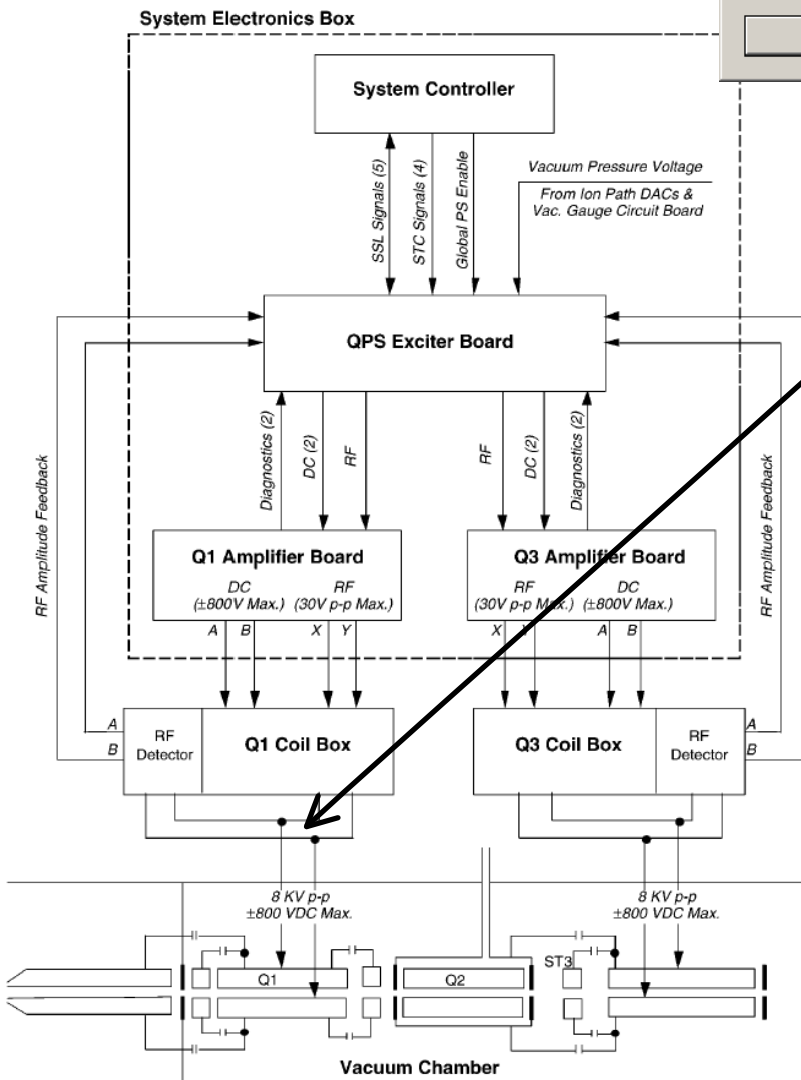 System Electronics Box
System Controller
SSL Signals (5)
STC Signals (4)
Global PS Enable
Vacuum Pressure Voltage
From Ion Path DACs &
Vac. Gauge Circuit Board
QPS Exciter Board
Diagnostics (2)
DC (2)
RF
RF
DC (2)
Diagnostics (2)
RF Amplitude Feedback
RF Amplitude Feedback
Q1 Amplifier Board
DC
(±800V Max.)
RF
(30V p-p Max.)
A B X Y
Q3 Amplifier Board
RF
(30V p-p Max.)
DC
(±800V Max.)
X Y A B
A
B
RF
Detector
Q1 Coil Box
Q3 Coil Box
RF
Detector
A
B
8 KV p-p
±800 VDC Max.
8 KV p-p
±800 VDC Max.
Q1
Q2
ST3
Vacuum Chamber